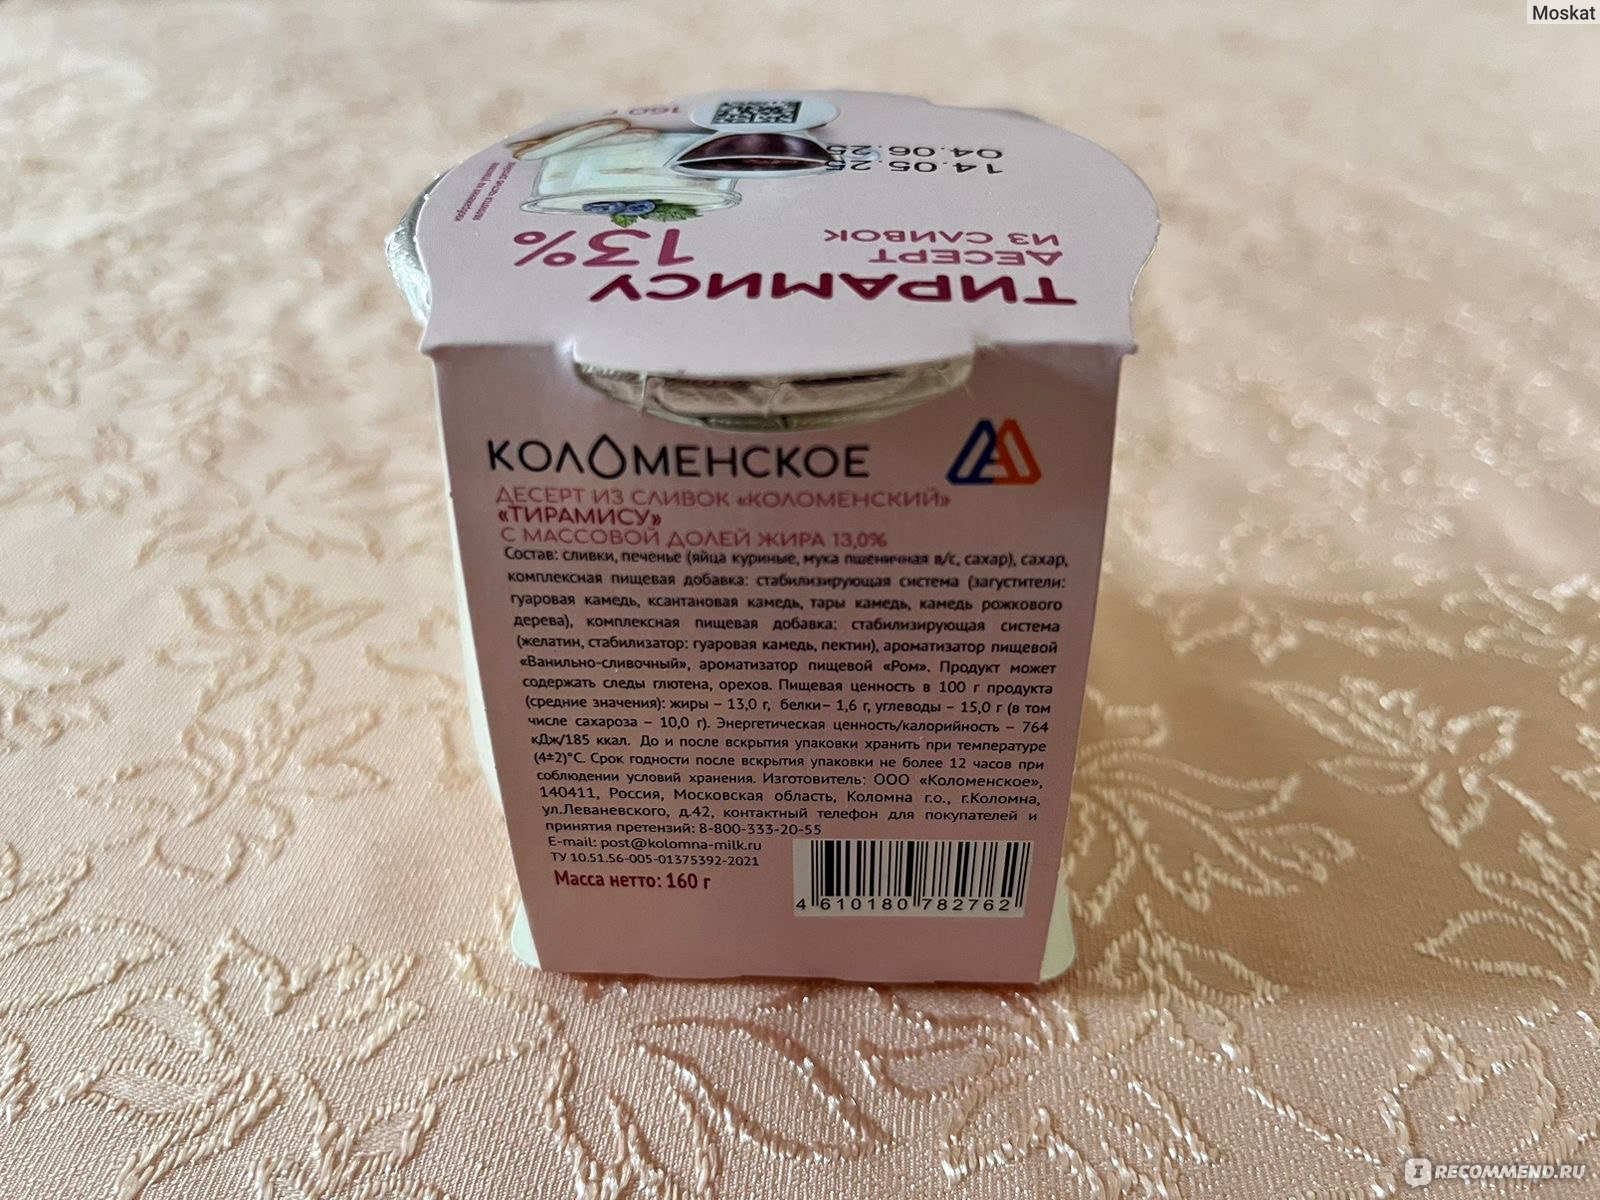 Moskat
160 г
04.06.25
14.05.25
13%
ИЗ СЛИВОК
ДЕСЕРТ
ТИРАМИСУ
КОЛОМЕНСКОЕ
ДЕСЕРТ ИЗ СЛИВОК «КОЛОМЕНСКИЙ»
«ТИРАМИСУ»
С МАССОВОЙ ДОЛЕЙ ЖИРА 13,0%
Состав: сливки, печенье (яйца куриные, мука пшеничная в/с, сахар), сахар,
комплексная пищевая добавка: стабилизирующая система (загустители:
гуаровая камедь, ксантановая камедь, тары камедь, камедь рожкового
дерева), комплексная пищевая добавка: стабилизирующая система
(желатин, стабилизатор: гуаровая камедь, пектин), ароматизатор пищевой
«Ванильно-сливочный», ароматизатор пищевой «Ром». Продукт может
содержать следы глютена, орехов. Пищевая ценность в 100 г продукта
(средние значения): жиры – 13,0 г, белки– 1,6 г, углеводы – 15,0 г (в том
числе сахароза – 10,0 г). Энергетическая ценность/калорийность – 764
кДж/185 ккал. До и после вскрытия упаковки хранить при температуре
(4±2)°С. Срок годности после вскрытия упаковки не более 12 часов при
соблюдении условий хранения. Изготовитель: ООО «Коломенское»,
140411, Россия, Московская область, Коломна г.о., г.Коломна,
ул.Леваневского, д.42, контактный телефон для покупателей и
принятия претензий: 8-800-333-20-55
E-mail: post@kolomna-milk.ru
ТУ 10.51.56-005-01375392-2021
Масса нетто: 160 г
4 610180 782762
IRECOMMEND.RU